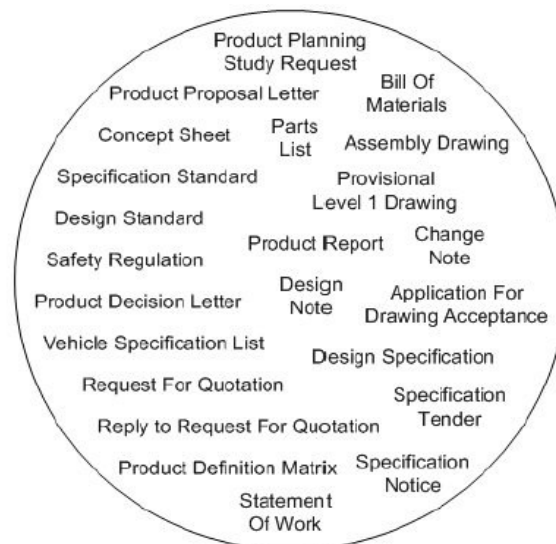 Product Planning
Study Request
Bill Of
Materials
Product Proposal Letter
Parts
List
Concept Sheet
Assembly Drawing
Specification Standard
Provisional
Level 1 Drawing
Design Standard
Product Report
Change
Note
Safety Regulation
Design
Note
Application For
Drawing Acceptance
Product Decision Letter
Vehicle Specification List
Design Specification
Request For Quotation
Specification
Tender
Reply to Request For Quotation
Product Definition Matrix
Specification
Notice
Statement
Of Work